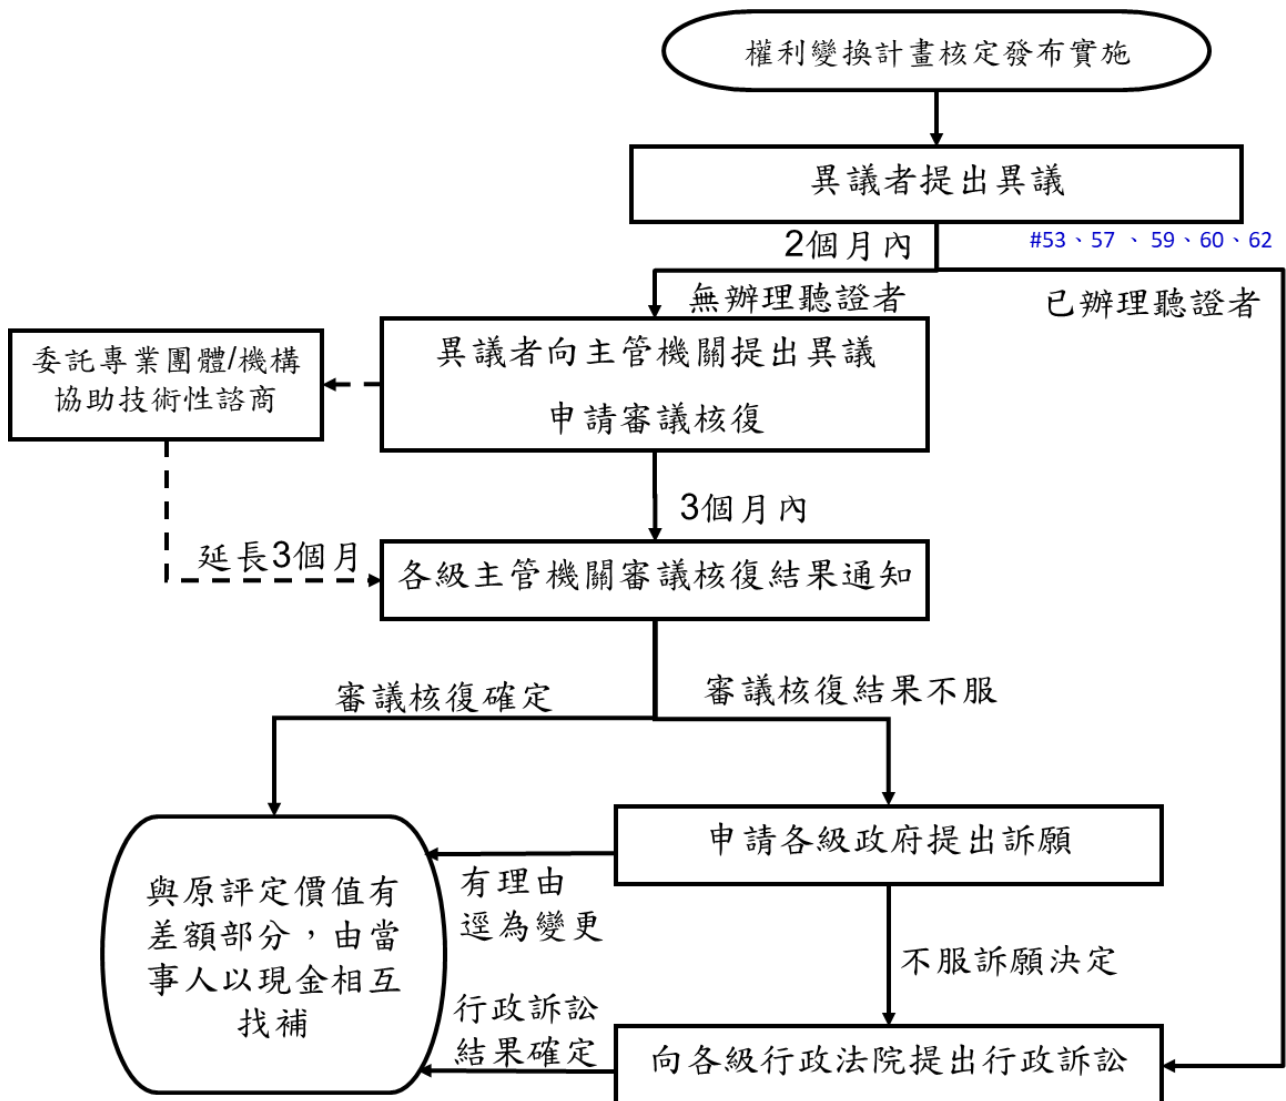 權利變換計畫核定發布實施
異議者提出異議
2個月內
#53、57 、 59、60、62
無辦理聽證者
已辦理聽證者
異議者向主管機關提出異議
申請審議核復
委託專業團體/機構
協助技術性諮商
3個月內
延長3個月
各級主管機關審議核復結果通知
審議核復確定
審議核復結果不服
申請各級政府提出訴願
有理由
逕為變更
與原評定價值有
差額部分，由當
事人以現金相互
找補
不服訴願決定
行政訴訟
結果確定
向各級行政法院提出行政訴訟